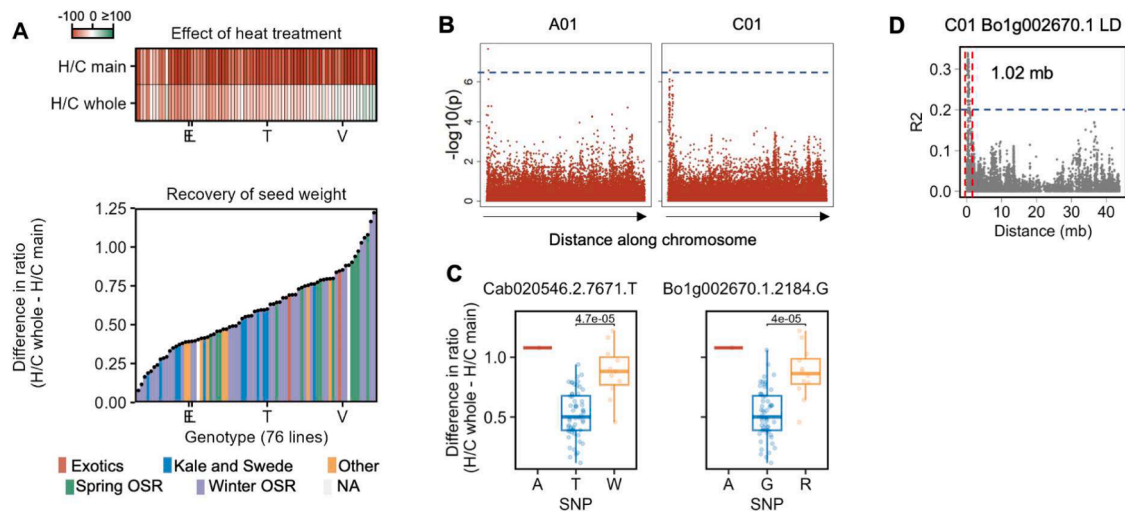 A
-100 0 ≥100
Effect of heat treatment
H/C main
H/C whole
E L T V
Recovery of seed weight
Difference in ratio
(H/C whole - H/C main)
1.25
1.00
0.75
0.50
0.25
0.00
E L T V
Genotype (76 lines)
Exotics Kale and Swede Other
Spring OSR Winter OSR NA
B
A01 C01
-log10(p)
6
4
2
0
Distance along chromosome
C
Cab020546.2.7671.T Bo1g002670.1.2184.G
Difference in ratio
(H/C whole - H/C main)
4.7e-05 4e-05
1.0
0.5
A T W A G R
SNP SNP
D
C01 Bo1g002670.1 LD
1.02 mb
R2
0.3
0.2
0.1
0.0
0 10 20 30 40
Distance (mb)